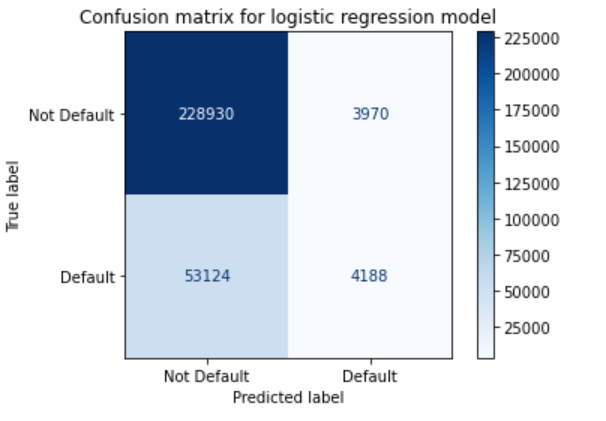 Confusion matrix for logistic regression model
Not Default
228930
3970
Default
53124
4188
True label
Not Default
Default
Predicted label
225000
200000
175000
150000
125000
100000
75000
50000
25000